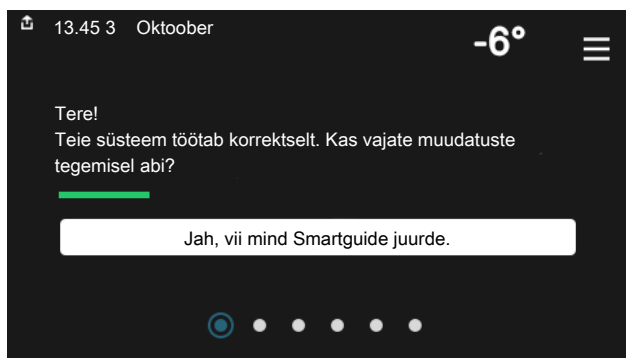 13.45 3 Oktoober
-6°
Tere!
Teie süsteem töötab korrektselt. Kas vajate muudatuste
tegemisel abi?
Jah, vii mind Smartguide juurde.